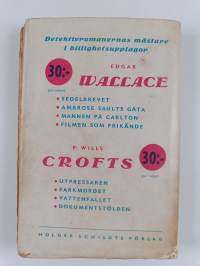 Detektivromanernas mästare
i billighetsupplagor
EDGAR
30:-
WALLACE
• SEDELBREVET
• AMBROSE SAULTS GÅTA
• MANNEN PÅ CARLTON
• FILMEN SOM FRIKÄNDE
F. WILLS
30:-
CROFTS
• UTPRESSAREN
• PARKMORDET
• VATTENFALLET
• DOKUMENTSTÖLDEN
HOLGER SCHILDTS FÖRLAG